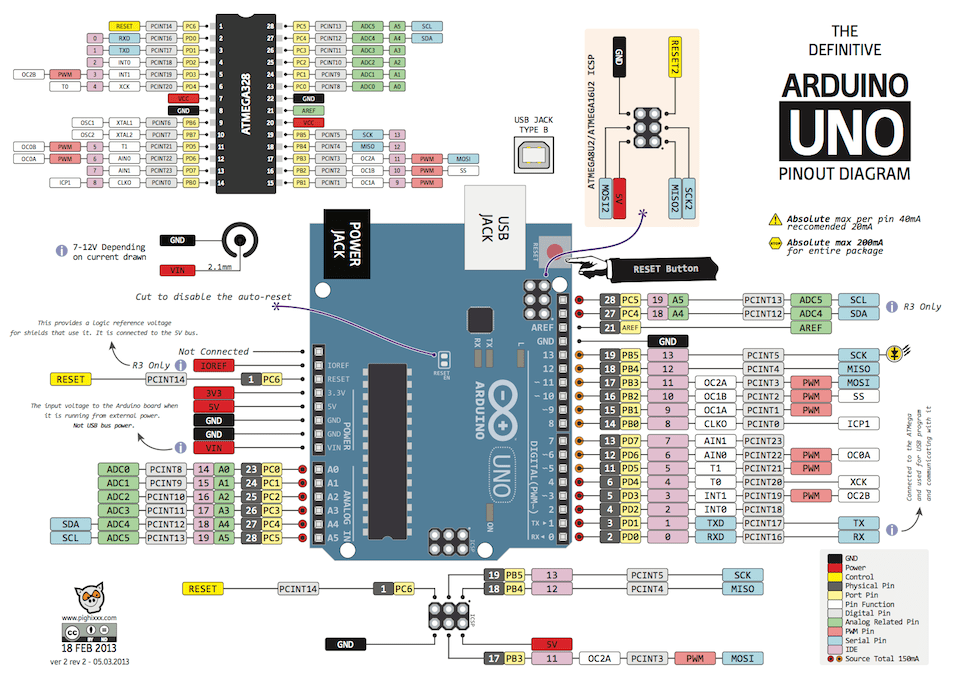 THE
DEFINITIVE
ARDUINO
UNO
PINOUT DIAGRAM
Absolute max per pin 40mA
reccomended 20mA
Absolute max 200mA
for entire package
RESET PCINT14 PC6 1 28 PC5 PCINT13 ADC5 A5 SCL
0 RXD PCINT16 PD0 2 27 PC4 PCINT12 ADC4 A4 SDA
1 TXD PCINT17 PD1 3 26 PC3 PCINT11 ADC3 A3
2 INT0 PCINT18 PD2 4 25 PC2 PCINT10 ADC2 A2
OC2B PWM 3 INT1 PCINT19 PD3 5 24 PC1 PCINT9 ADC1 A1
T0 4 XCK PCINT20 PD4 6 23 PC0 PCINT8 ADC0 A0
VCC 7 22 GND
GND 8 21 AREF
OSC1 XTAL1 PCINT6 PB6 9 20 VCC
OSC2 XTAL2 PCINT7 PB7 10 19 PB5 PCINT5 SCK 13
OC0B PWM 5 T1 PCINT21 PD5 11 18 PB4 PCINT4 MISO 12
OC0A PWM 6 AIN0 PCINT22 PD6 12 17 PB3 PCINT3 OC2A 11 PWM MOSI
7 AIN1 PCINT23 PD7 13 16 PB2 PCINT2 OC1B 10 PWM SS
ICP1 8 CLKO PCINT0 PB0 14 15 PB1 PCINT1 OC1A 9 PWM
ATMEGA328
USB JACK
TYPE B
ATMEGA8U2/ATMEGA16U2 ICSP
GND
RESET2
MOSI2
5V
MISO2
SCK2
7-12V Depending
on current drawn
GND
VIN
2.1mm
POWER
JACK
USB
JACK
RESET
RESET Button
Cut to disable the auto-reset
This provides a logic reference voltage
for shields that use it. It is connected to the 5V bus.
Not Connected
R3 Only IOREF
RESET PCINT14 1 PC6
3V3
5V
GND
GND
VIN
The input voltage to the Arduino board when
it is running from external power.
Not USB bus power.
ADC0 PCINT8 14 A0 23 PC0
ADC1 PCINT9 15 A1 24 PC1
ADC2 PCINT10 16 A2 25 PC2
ADC3 PCINT11 17 A3 26 PC3
SDA ADC4 PCINT12 18 A4 27 PC4
SCL ADC5 PCINT13 19 A5 28 PC5
IOREF
RESET
3.3V
5V
GND
GND
VIN
POWER
A0
A1
A2
A3
A4
A5
ANALOG IN
RESET
EN
RX
TX
L
ARDUINO
UNO
ON
ICSP
AREF
GND
13
12
~11
~10
~9
8
7
~6
~5
4
~3
2
TX 1
RX 0
DIGITAL(PWM~)
28 PC5 19 A5 PCINT13 ADC5 SCL
27 PC4 18 A4 PCINT12 ADC4 SDA
R3 Only
21 AREF AREF
GND
19 PB5 13 PCINT5 SCK
18 PB4 12 PCINT4 MISO
17 PB3 11 OC2A PCINT3 PWM MOSI
16 PB2 10 OC1B PCINT2 PWM SS
15 PB1 9 OC1A PCINT1 PWM
14 PB0 8 CLKO PCINT0 ICP1
13 PD7 7 AIN1 PCINT23
12 PD6 6 AIN0 PCINT22 PWM OC0A
11 PD5 5 T1 PCINT21 PWM
6 PD4 4 T0 PCINT20 XCK
5 PD3 3 INT1 PCINT19 PWM OC2B
4 PD2 2 INT0 PCINT18
3 PD1 1 TXD PCINT17 TX
2 PD0 0 RXD PCINT16 RX
Connected to the ATMega
and used for USB program
and communicating with it
19 PB5 13 PCINT5 SCK
RESET PCINT14 1 PC6 18 PB4 12 PCINT4 MISO
ICSP
GND 5V
17 PB3 11 OC2A PCINT3 PWM MOSI
GND
Power
Control
Physical Pin
Port Pin
Pin Function
Digital Pin
Analog Related Pin
PWM Pin
Serial Pin
IDE
Source Total 150mA
www.pighixxx.com
cc
BY ND
18 FEB 2013
ver 2 rev 2 - 05.03.2013